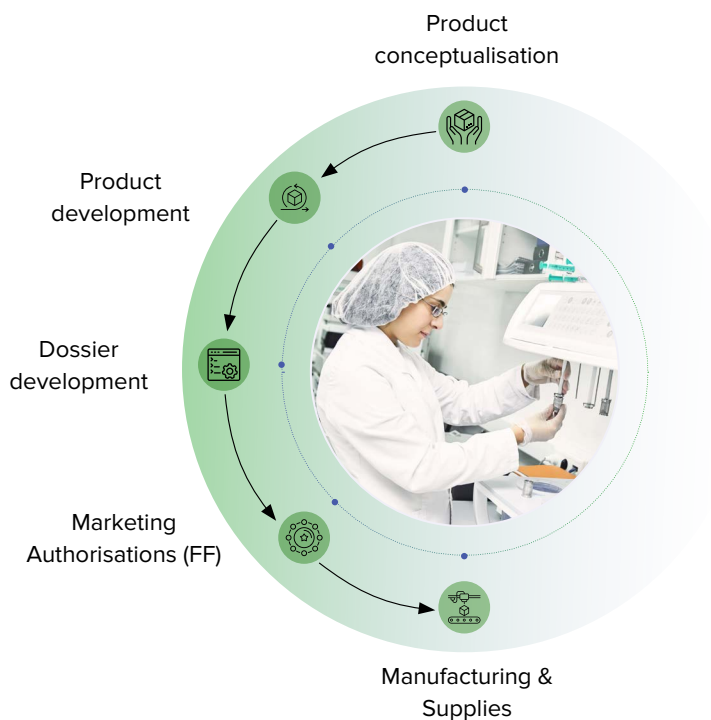 Product
conceptualisation
Product
development
Dossier
development
Marketing
Authorisations (FF)
Manufacturing &
Supplies